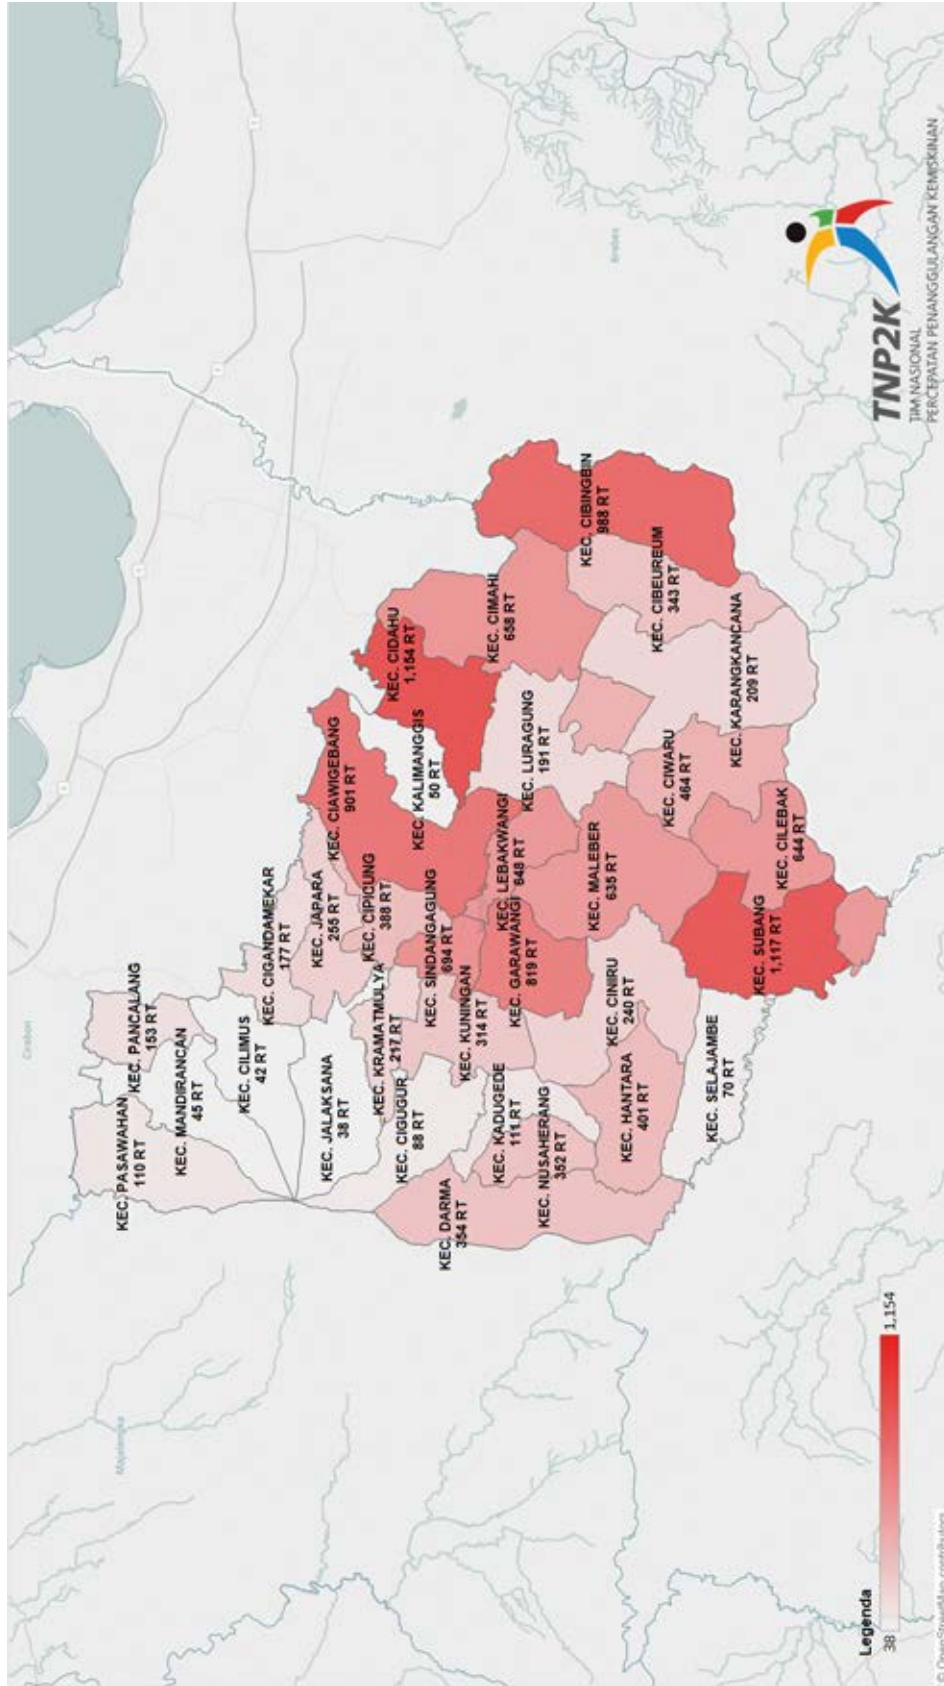 Cirebon
KEC. PASAWAHAN
110 RT
KEC. PANCALANG
153 RT
KEC. MANDIRANCAN
45 RT
KEC. CILIMUS
42 RT
KEC. CIGANDAMEKAR
177 RT
KEC. JALAKSANA
38 RT
KEC. JAPARA
255 RT
KEC. CIAWIGEBANG
901 RT
KEC. CIPICUNG
388 RT
KEC. KRAMATMULYA
217 RT
KEC. CIDAHU
1,154 RT
KEC. CIGUGUR
88 RT
KEC. KALIMANGGIS
50 RT
KEC. SINDANGAGUNG
694 RT
KEC. DARMA
354 RT
KEC. KUNINGAN
314 RT
KEC. CIMAHI
658 RT
KEC. KADUGEDE
111 RT
KEC. LEBAKWANGI
648 RT
KEC. GARAWANGI
819 RT
KEC. LURAGUNG
191 RT
KEC. NUSAHERANG
352 RT
KEC. CIBINGBIN
988 RT
KEC. MALEBER
635 RT
KEC. CINIRU
240 RT
KEC. HANTARA
401 RT
KEC. CIBEUREUM
343 RT
KEC. CIWARU
464 RT
KEC. SELAJAMBE
70 RT
KEC. KARANGKANCANA
209 RT
KEC. SUBANG
1,117 RT
KEC. CILEBAK
644 RT
Majalengka
Brebes
Legenda
38
1,154
TNP2K
TIM NASIONAL
PERCEPATAN PENANGGULANGAN KEMISKINAN
© OpenStreetMap contributors